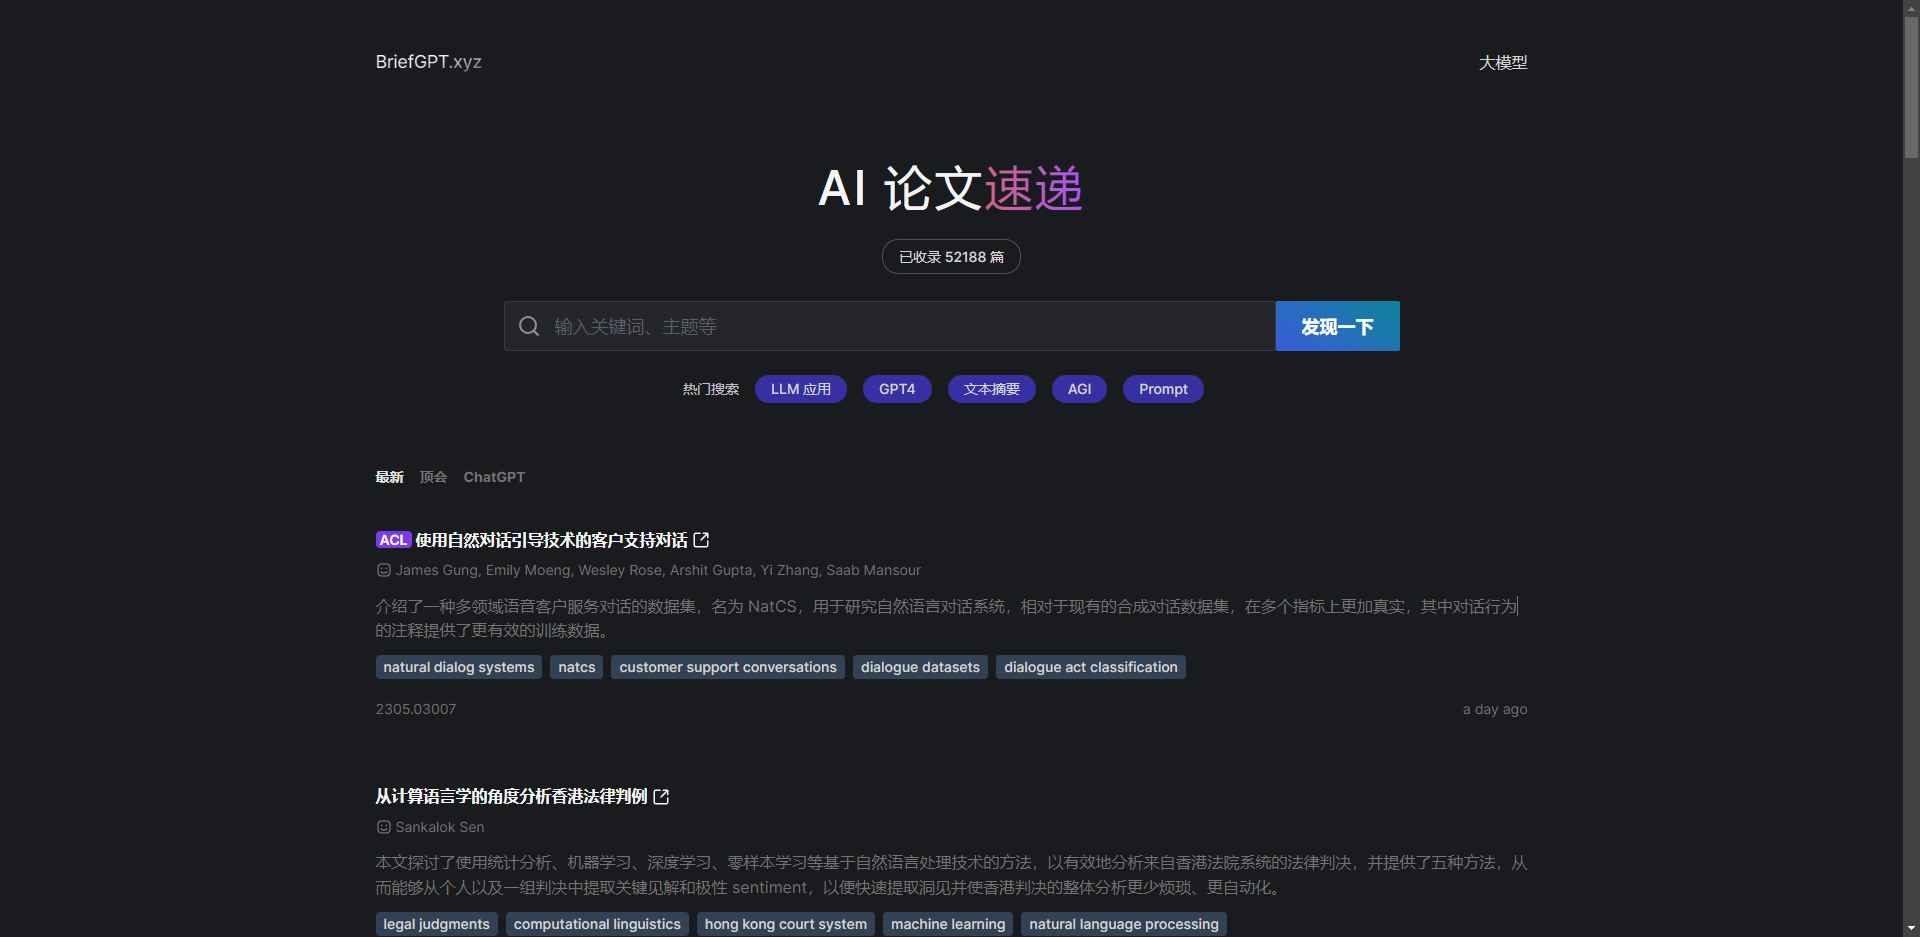 BriefGPT.xyz
大模型
AI 论文速递
已收录 52188 篇
输入关键词、主题等
发现一下
热门搜索 LLM 应用 GPT4 文本摘要 AGI Prompt
最新 顶会 ChatGPT
ACL 使用自然对话引导技术的客户支持对话
James Gung, Emily Moeng, Wesley Rose, Arshit Gupta, Yi Zhang, Saab Mansour
介绍了一种多领域语音客户服务对话的数据集，名为 NatCS，用于研究自然语言对话系统，相对于现有的合成对话数据集，在多个指标上更加真实，其中对话行为
的注释提供了更有效的训练数据。
natural dialog systems natcs customer support conversations dialogue datasets dialogue act classification
2305.03007
a day ago
从计算语言学的角度分析香港法律判例
Sankalok Sen
本文探讨了使用统计分析、机器学习、深度学习、零样本学习等基于自然语言处理技术的方法，以有效地分析来自香港法院系统的法律判决，并提供了五种方法，从
而能够从个人以及一组判决中提取关键见解和极性 sentiment，以便快速提取洞见并使香港判决的整体分析更少烦琐、更自动化。
legal judgments computational linguistics hong kong court system machine learning natural language processing